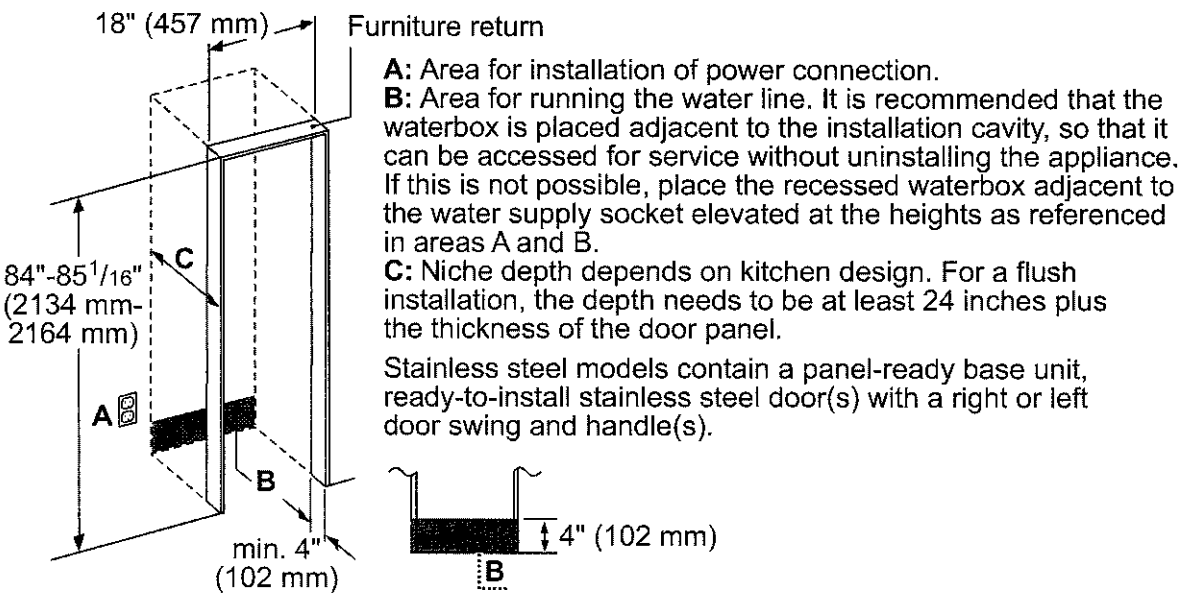 18" (457 mm)
Furniture return
A: Area for installation of power connection.
B: Area for running the water line. It is recommended that the
waterbox is placed adjacent to the installation cavity, so that it
can be accessed for service without uninstalling the appliance.
If this is not possible, place the recessed waterbox adjacent to
the water supply socket elevated at the heights as referenced
in areas A and B.
C: Niche depth depends on kitchen design. For a flush
installation, the depth needs to be at least 24 inches plus
the thickness of the door panel.
Stainless steel models contain a panel-ready base unit,
ready-to-install stainless steel door(s) with a right or left
door swing and handle(s).
C
84"-85 1/16"
(2134 mm-
2164 mm)
A
B
min. 4"
(102 mm)
4" (102 mm)
B